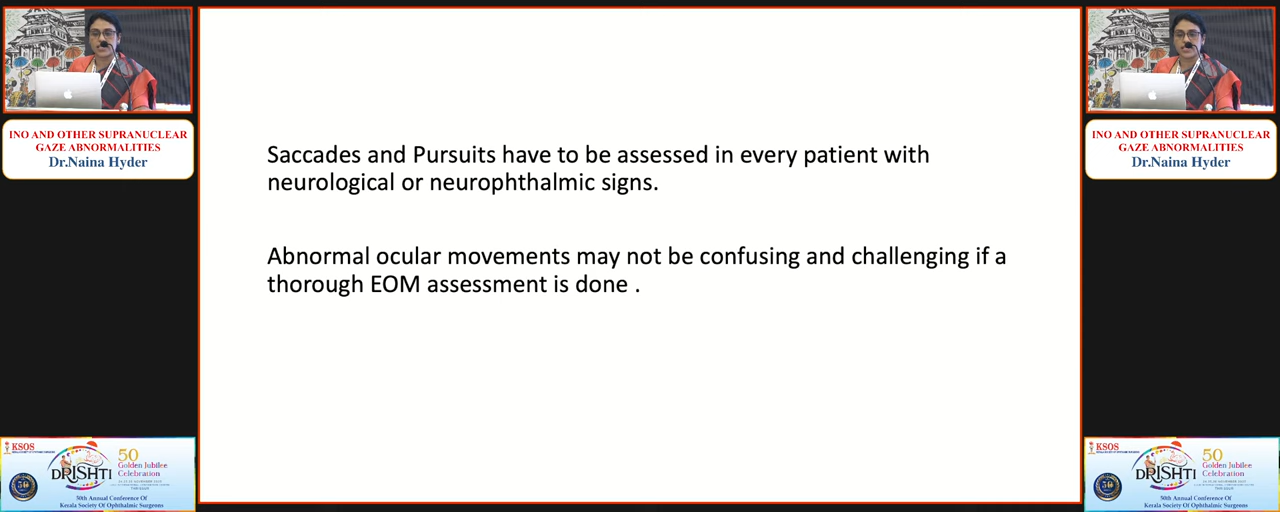 INO AND OTHER SUPRANUCLEAR
GAZE ABNORMALITIES
Dr.Naina Hyder
Saccades and Pursuits have to be assessed in every patient with
neurological or neurophthalmic signs.
Abnormal ocular movements may not be confusing and challenging if a
thorough EOM assessment is done .
INO AND OTHER SUPRANUCLEAR
GAZE ABNORMALITIES
Dr.Naina Hyder
KSOS
DRISHTI
50
Golden Jubilee
Celebration
50th Annual Conference Of
Kerala Society Of Ophthalmic Surgeons
KSOS
DRISHTI
50
Golden Jubilee
Celebration
50th Annual Conference Of
Kerala Society Of Ophthalmic Surgeons